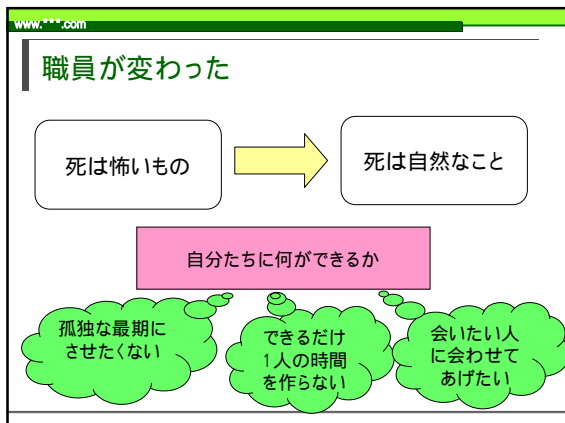 www.***.com
職員が変わった
死は怖いもの
死は自然なこと
自分たちに何ができるか
孤独な最期に
させたくない
できるだけ
1人の時間
を作らない
会いたい人
に会わせて
あげたい